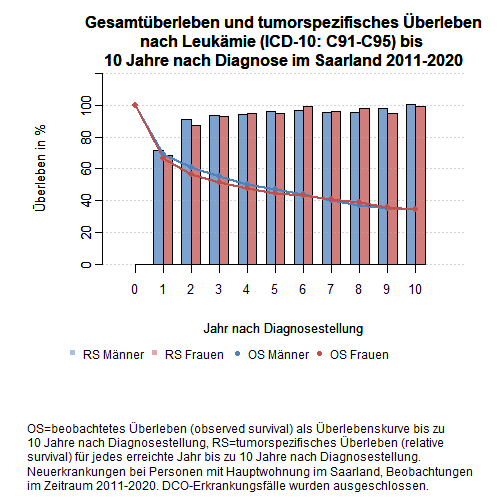 Gesamtüberleben und tumorspezifisches Überleben
nach Leukämie (ICD-10: C91-C95) bis
10 Jahre nach Diagnose im Saarland 2011-2020
Überleben in %
100
80
60
40
20
0
0 1 2 3 4 5 6 7 8 9 10
Jahr nach Diagnosestellung
RS Männer RS Frauen OS Männer OS Frauen
OS=beobachtetes Überleben (observed survival) als Überlebenskurve bis zu
10 Jahre nach Diagnosestellung, RS=tumorspezifisches Überleben (relative
survival) für jedes erreichte Jahr bis zu 10 Jahre nach Diagnosestellung.
Neuerkrankungen bei Personen mit Hauptwohnung im Saarland, Beobachtungen
im Zeitraum 2011-2020. DCO-Erkrankungsfälle wurden ausgeschlossen.